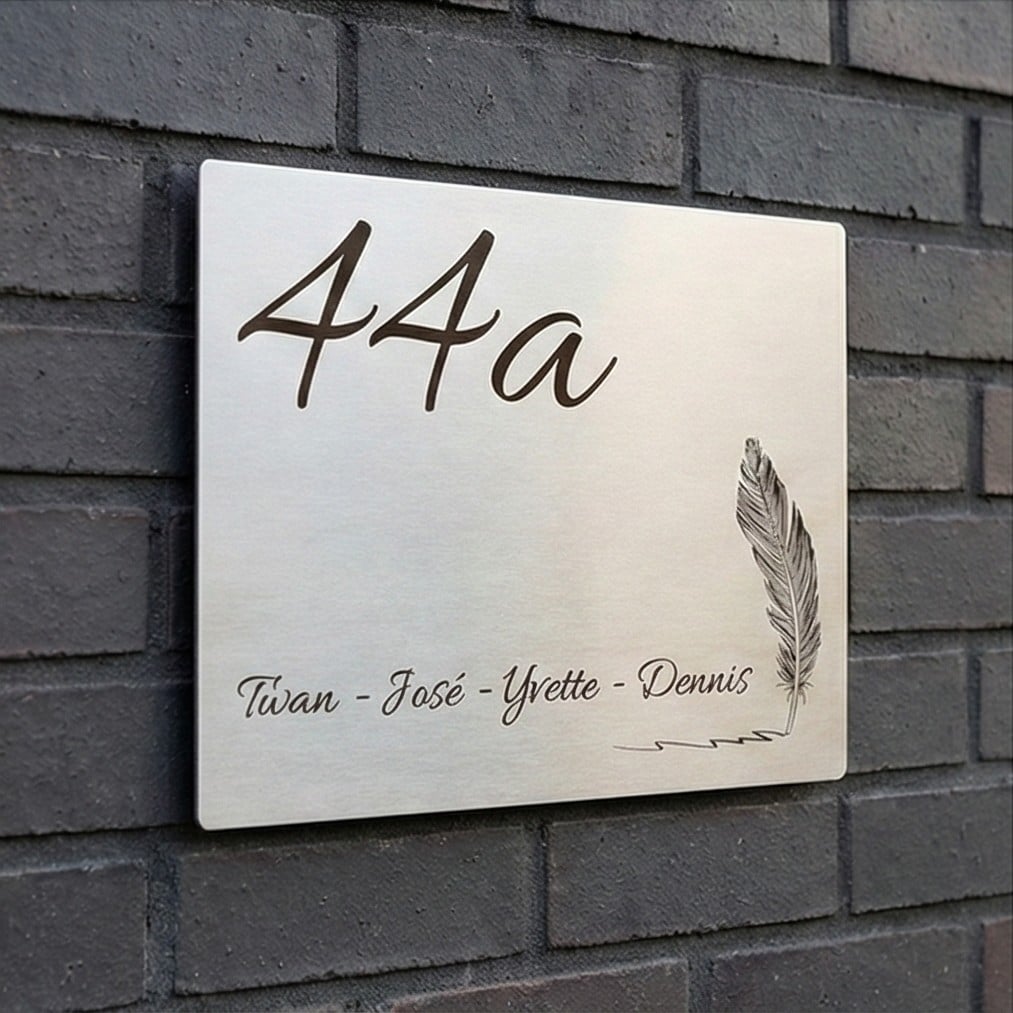 44a
Twan - José - Yvette - Dennis